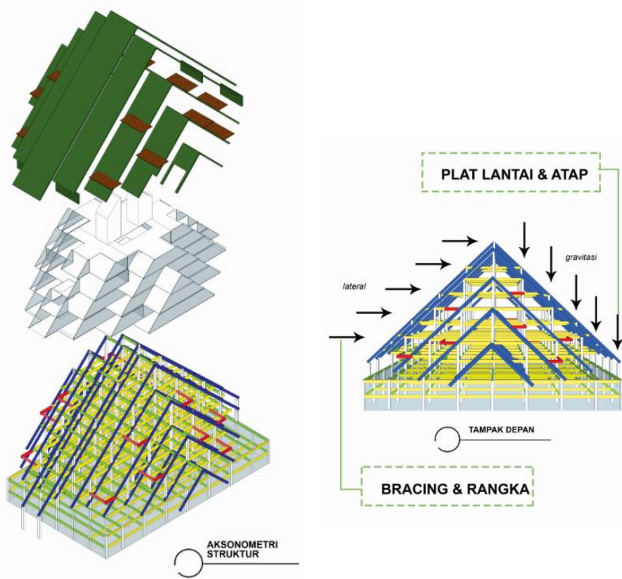 PLAT LANTAI & ATAP
gravitasi
lateral
TAMPAK DEPAN
BRACING & RANGKA
AKSONOMETRI
STRUKTUR